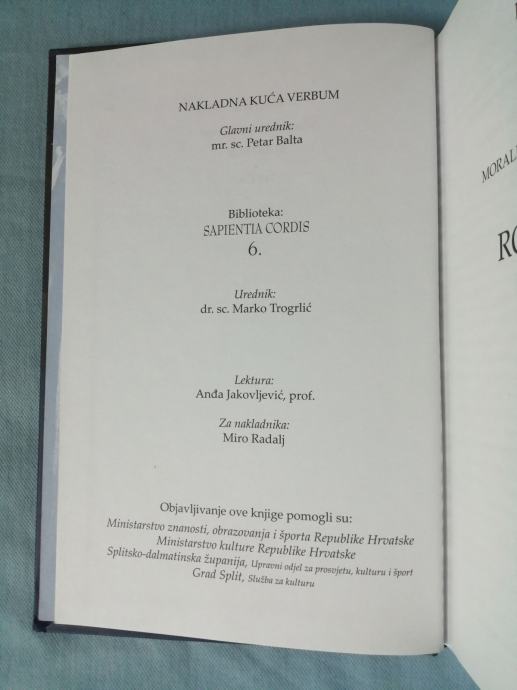 NAKLADNA KUĆA VERBUM
Glavni urednik:
mr. sc. Petar Balta
Biblioteka:
SAPIENTIA CORDIS
6.
Urednik:
dr. sc. Marko Trogrlić
Lektura:
Anđa Jakovljević, prof.
Za nakladnika:
Miro Radalj
Objavljivanje ove knjige pomogli su:
Ministarstvo znanosti, obrazovanja i športa Republike Hrvatske
Ministarstvo kulture Republike Hrvatske
Splitsko-dalmatinska županija, Upravni odjel za prosvjetu, kulturu i šport
Grad Split, Služba za kulturu